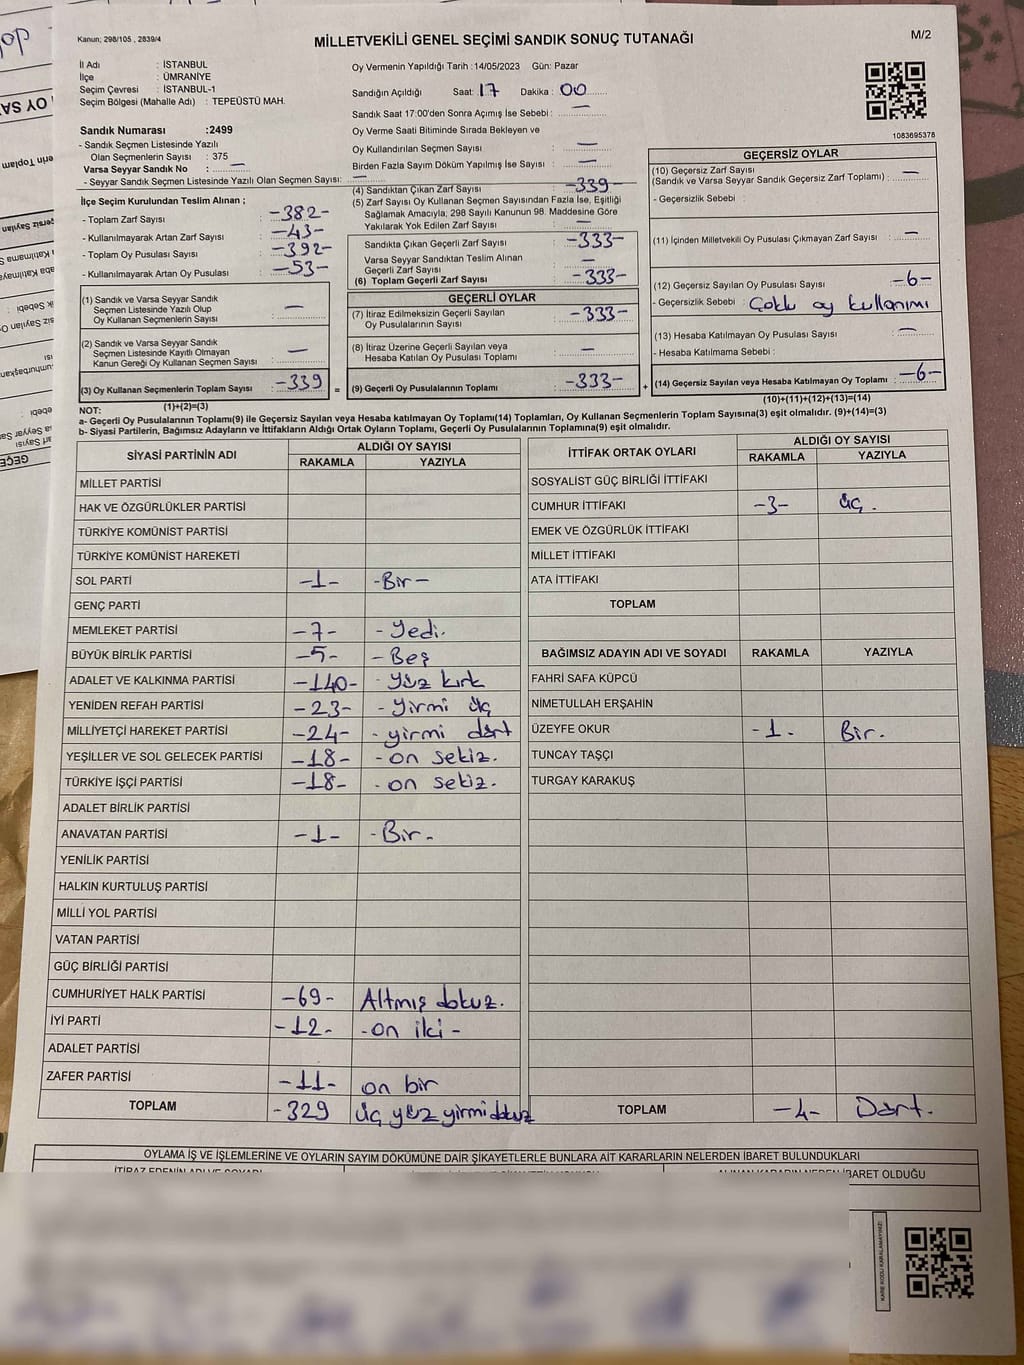 Kanun; 298/105 , 2839/4
MİLLETVEKİLİ GENEL SEÇİMİ SANDIK SONUÇ TUTANAĞI
M/2
İl Adı : İSTANBUL
İlçe : ÜMRANİYE
Seçim Çevresi : İSTANBUL-1
Seçim Bölgesi (Mahalle Adı) : TEPEÜSTÜ MAH.
Oy Vermenin Yapıldığı Tarih :14/05/2023 Gün: Pazar
Sandığın Açıldığı Saat: 17 Dakika : 00
Sandık Saat 17:00'den Sonra Açımış İse Sebebi : —
Oy Verme Saati Bitiminde Sırada Bekleyen ve
Oy Kullandırılan Seçmen Sayısı : —
Birden Fazla Sayım Döküm Yapılmış İse Sayısı : —
1083695378
Sandık Numarası :2499
- Sandık Seçmen Listesinde Yazılı
Olan Seçmenlerin Sayısı : 375
Varsa Seyyar Sandık No : —
- Seyyar Sandık Seçmen Listesinde Yazılı Olan Seçmen Sayısı: —
İlçe Seçim Kurulundan Teslim Alınan ;
- Toplam Zarf Sayısı : -382-
- Kullanılmayarak Artan Zarf Sayısı : -43-
- Toplam Oy Pusulası Sayısı : -392-
- Kullanılmayarak Artan Oy Pusulası : -53-
(1) Sandık ve Varsa Seyyar Sandık
Seçmen Listesinde Yazılı Olup
Oy Kullanan Seçmenlerin Sayısı : —
(2) Sandık ve Varsa Seyyar Sandık
Seçmen Listesinde Kayıtlı Olmayan
Kanun Gereği Oy Kullanan Seçmen Sayısı : —
(3) Oy Kullanan Seçmenlerin Toplam Sayısı : -339
(1)+(2)=(3)
(4) Sandıktan Çıkan Zarf Sayısı : -339-
(5) Zarf Sayısı Oy Kullanan Seçmen Sayısından Fazla İse, Eşitliği
Sağlamak Amacıyla; 298 Sayılı Kanunun 98. Maddesine Göre
Yakılarak Yok Edilen Zarf Sayısı : —
Sandıkta Çıkan Geçerli Zarf Sayısı : -333-
Varsa Seyyar Sandıktan Teslim Alınan
Geçerli Zarf Sayısı : —
(6) Toplam Geçerli Zarf Sayısı : -333-
GEÇERLİ OYLAR
(7) İtiraz Edilmeksizin Geçerli Sayılan
Oy Pusulalarının Sayısı : -333-
(8) İtiraz Üzerine Geçerli Sayılan veya
Hesaba Katılan Oy Pusulası Toplamı : —
= (9) Geçerli Oy Pusulalarının Toplamı : -333-
GEÇERSİZ OYLAR
(10) Geçersiz Zarf Sayısı
(Sandık ve Varsa Seyyar Sandık Geçersiz Zarf Toplamı) : —
- Geçersizlik Sebebi :
(11) İçinden Milletvekili Oy Pusulası Çıkmayan Zarf Sayısı : —
(12) Geçersiz Sayılan Oy Pusulası Sayısı : -6-
- Geçersizlik Sebebi : Çoklu oy kullanımı
(13) Hesaba Katılmayan Oy Pusulası Sayısı : —
- Hesaba Katılmama Sebebi :
+ (14) Geçersiz Sayılan veya Hesaba Katılmayan Oy Toplamı : -6-
(10)+(11)+(12)+(13)=(14)
NOT:
a- Geçerli Oy Pusulalarının Toplamı(9) ile Geçersiz Sayılan veya Hesaba katılmayan Oy Toplamı(14) Toplamları, Oy Kullanan Seçmenlerin Toplam Sayısına(3) eşit olmalıdır. (9)+(14)=(3)
b- Siyasi Partilerin, Bağımsız Adayların ve İttifakların Aldığı Ortak Oyların Toplamı, Geçerli Oy Pusulalarının Toplamına(9) eşit olmalıdır.
SİYASİ PARTİNİN ADI ALDIĞI OY SAYISI
RAKAMLA YAZIYLA
MİLLET PARTİSİ
HAK VE ÖZGÜRLÜKLER PARTİSİ
TÜRKİYE KOMÜNİST PARTİSİ
TÜRKİYE KOMÜNİST HAREKETİ
SOL PARTİ -1- -Bir-
GENÇ PARTİ
MEMLEKET PARTİSİ -7- - Yedi.
BÜYÜK BİRLİK PARTİSİ -5- - Beş
ADALET VE KALKINMA PARTİSİ -140- - Yüz kırk
YENİDEN REFAH PARTİSİ -23- - Yirmi üç
MİLLİYETÇİ HAREKET PARTİSİ -24- - yirmi dört
YEŞİLLER VE SOL GELECEK PARTİSİ -18- - on sekiz.
TÜRKİYE İŞÇİ PARTİSİ -18- - on sekiz.
ADALET BİRLİK PARTİSİ
ANAVATAN PARTİSİ -1- - Bir.
YENİLİK PARTİSİ
HALKIN KURTULUŞ PARTİSİ
MİLLİ YOL PARTİSİ
VATAN PARTİSİ
GÜÇ BİRLİĞİ PARTİSİ
CUMHURİYET HALK PARTİSİ -69- Altmış dokuz.
İYİ PARTİ -12- -on iki-
ADALET PARTİSİ
ZAFER PARTİSİ -11- on bir
TOPLAM -329 üç yüz yirmi dokuz
İTTİFAK ORTAK OYLARI ALDIĞI OY SAYISI
RAKAMLA YAZIYLA
SOSYALIST GÜÇ BİRLİĞİ İTTİFAKI
CUMHUR İTTİFAKI -3- üç.
EMEK VE ÖZGÜRLÜK İTTİFAKI
MİLLET İTTİFAKI
ATA İTTİFAKI
TOPLAM
BAĞIMSIZ ADAYIN ADI VE SOYADI RAKAMLA YAZIYLA
FAHRİ SAFA KÜPCÜ
NİMETULLAH ERŞAHİN
ÜZEYFE OKUR -1- Bir.
TUNCAY TAŞÇI
TURGAY KARAKUŞ
TOPLAM -4- Dört.
OYLAMA İŞ VE İŞLEMLERİNE VE OYLARIN SAYIM DÖKÜMÜNE DAİR ŞİKAYETLERLE BUNLARA AİT KARARLARIN NELERDEN İBARET BULUNDUKLARI
İTİRAZ EDENİN ADI VE SOYADI
İBARET OLDUĞU
KARE KODU KARALAMAYINIZ!